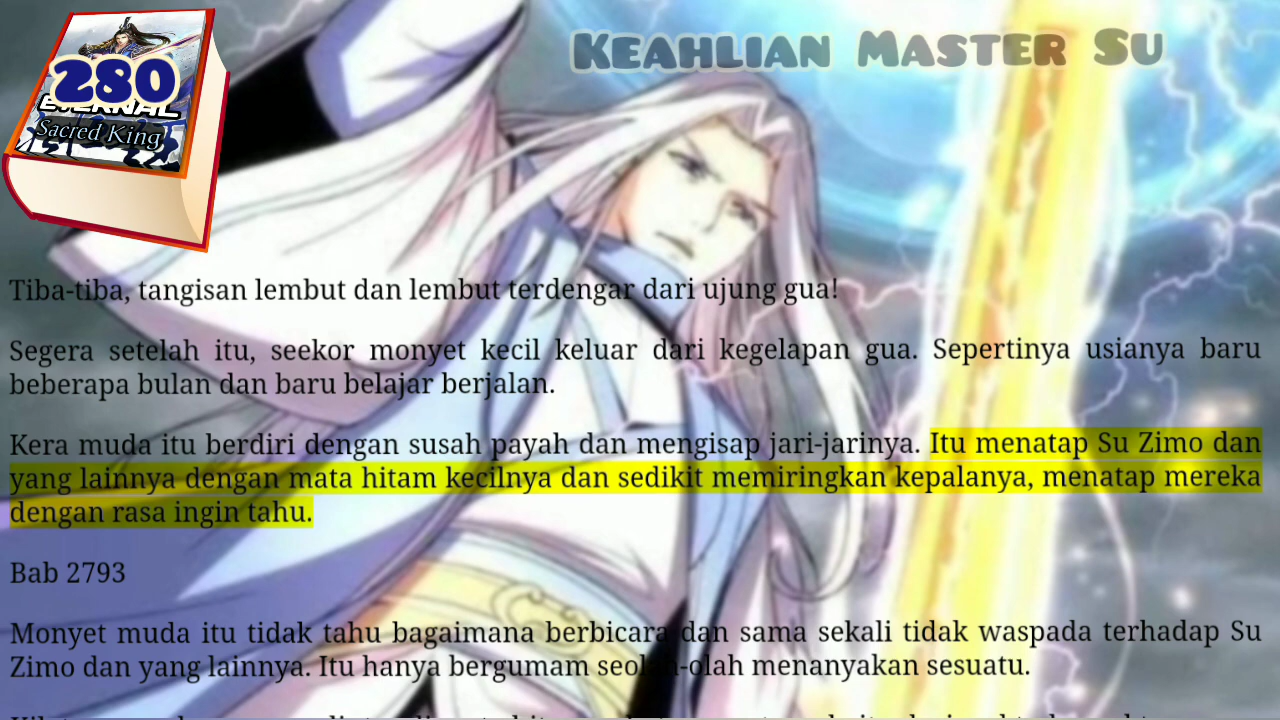 Keahlian Master Su
280
ETERNAL
Sacred King
Tiba-tiba, tangisan lembut dan lembut terdengar dari ujung gua!
Segera setelah itu, seekor monyet kecil keluar dari kegelapan gua. Sepertinya usianya baru
beberapa bulan dan baru belajar berjalan.
Kera muda itu berdiri dengan susah payah dan mengisap jari-jarinya. Itu menatap Su Zimo dan
yang lainnya dengan mata hitam kecilnya dan sedikit memiringkan kepalanya, menatap mereka
dengan rasa ingin tahu.
Bab 2793
Monyet muda itu tidak tahu bagaimana berbicara dan sama sekali tidak waspada terhadap Su
Zimo dan yang lainnya. Itu hanya bergumam seolah-olah menanyakan sesuatu.